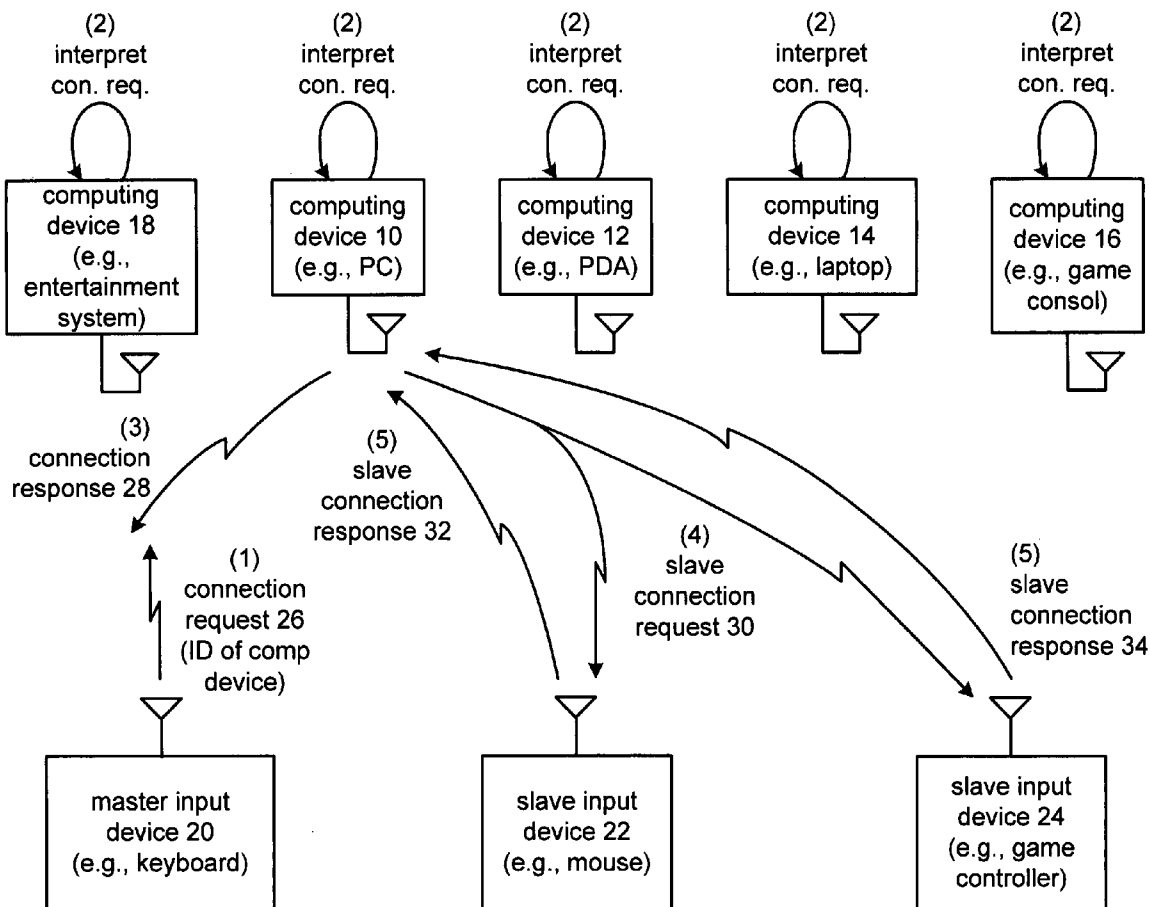 (2)
interpret
con. req.
(2)
interpret
con. req.
(2)
interpret
con. req.
(2)
interpret
con. req.
(2)
interpret
con. req.
computing
device 18
(e.g.,
entertainment
system)
computing
device 10
(e.g., PC)
computing
device 12
(e.g., PDA)
computing
device 14
(e.g., laptop)
computing
device 16
(e.g., game
consol)
(3)
connection
response 28
(5)
slave
connection
response 32
(1)
connection
request 26
(ID of comp
device)
(4)
slave
connection
request 30
(5)
slave
connection
response 34
master input
device 20
(e.g., keyboard)
slave input
device 22
(e.g., mouse)
slave input
device 24
(e.g., game
controller)